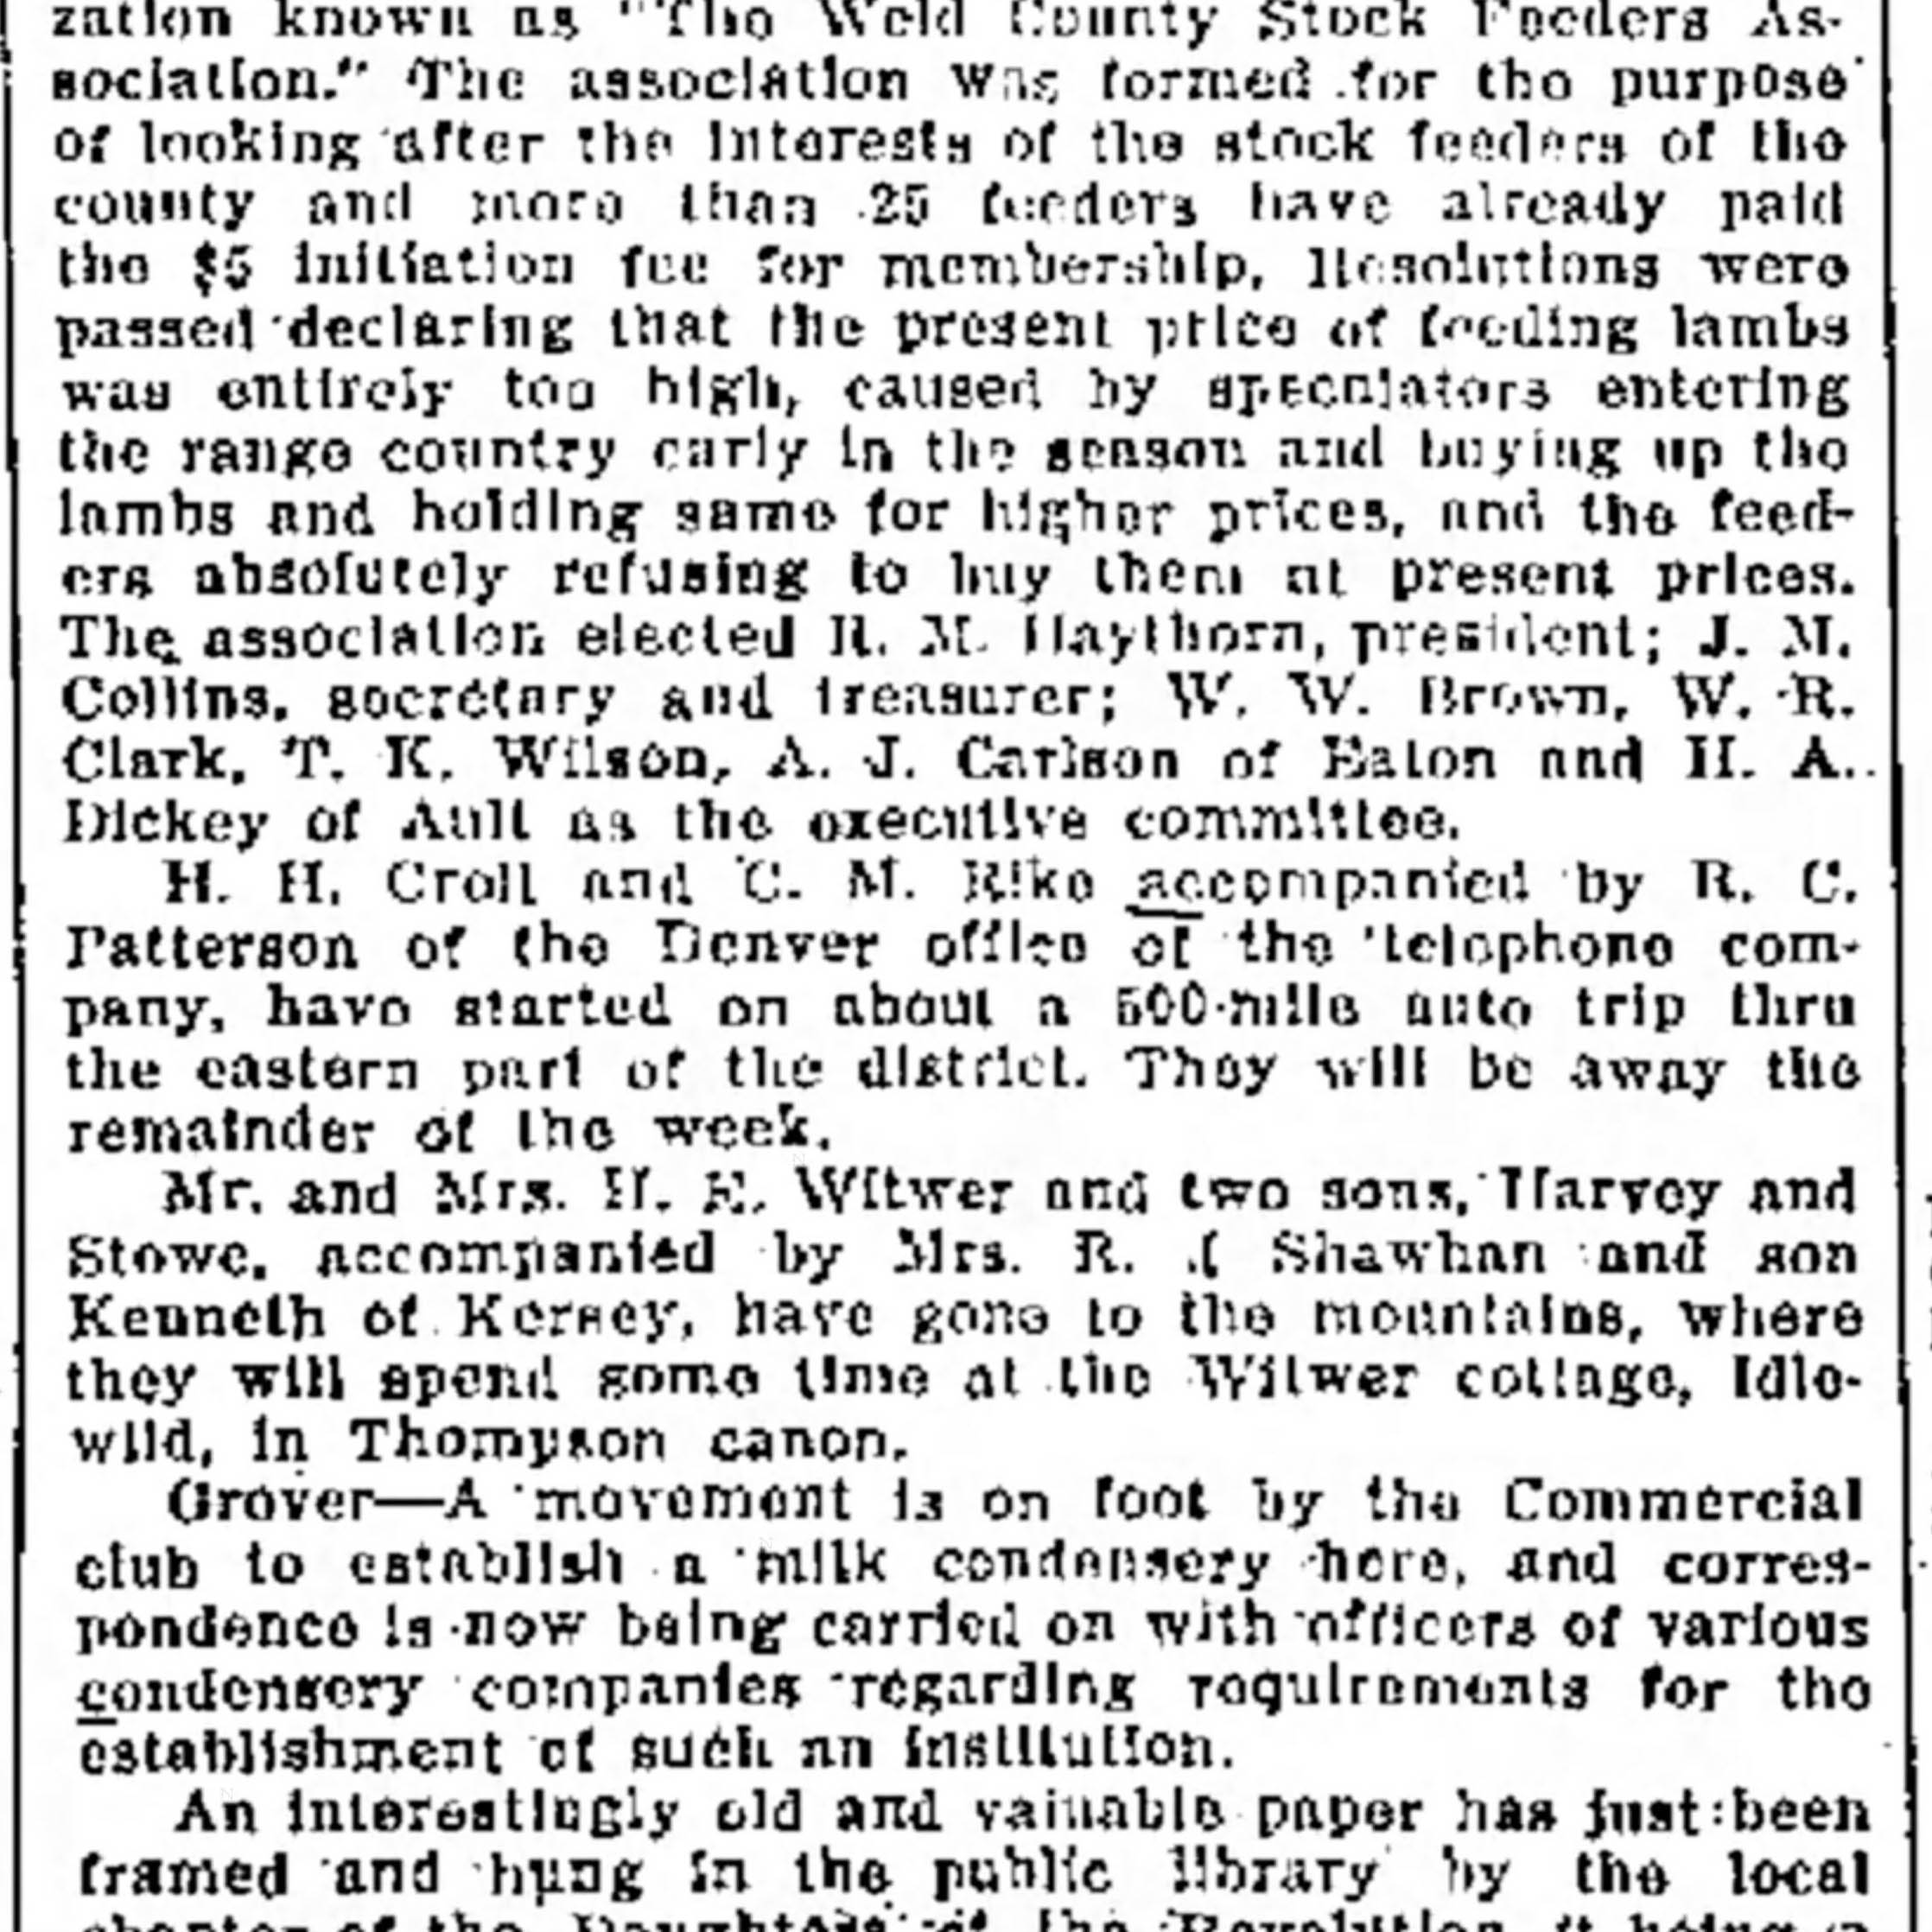 zation known as "The Weld County Stock Feeders As-
sociation." The association was formed for the purpose
of looking after the interests of the stock feeders of the
county and more than 25 feeders have already paid
the $5 initiation fee for membership. Resolutions were
passed declaring that the present price of feeding lambs
was entirely too high, caused by speculators entering
the range country early in the season and buying up the
lambs and holding same for higher prices, and the feed-
ers absolutely refusing to buy them at present prices.
The association elected R. M. Haythorn, president; J. M.
Collins, secretary and treasurer; W. W. Brown, W. R.
Clark, T. K. Wilson, A. J. Carlson of Eaton and H. A.
Dickey of Ault as the executive committee.
H. H. Croll and C. M. Rike accompanied by R. C.
Patterson of the Denver office of the telephone com-
pany, have started on about a 500-mile auto trip thru
the eastern part of the district. They will be away the
remainder of the week.
Mr. and Mrs. H. E. Witwer and two sons, Harvey and
Stowe, accompanied by Mrs. R. Shawhan and son
Kenneth of Kersey, have gone to the mountains, where
they will spend some time at the Witwer cottage, Idle-
wild, in Thompson canon.
Grover—A movement is on foot by the Commercial
club to establish a milk condensery here, and corres-
pondence is now being carried on with officers of various
condensery companies regarding requirements for the
establishment of such an institution.
An interestingly old and valuable paper has just been
framed and hung in the public library by the local